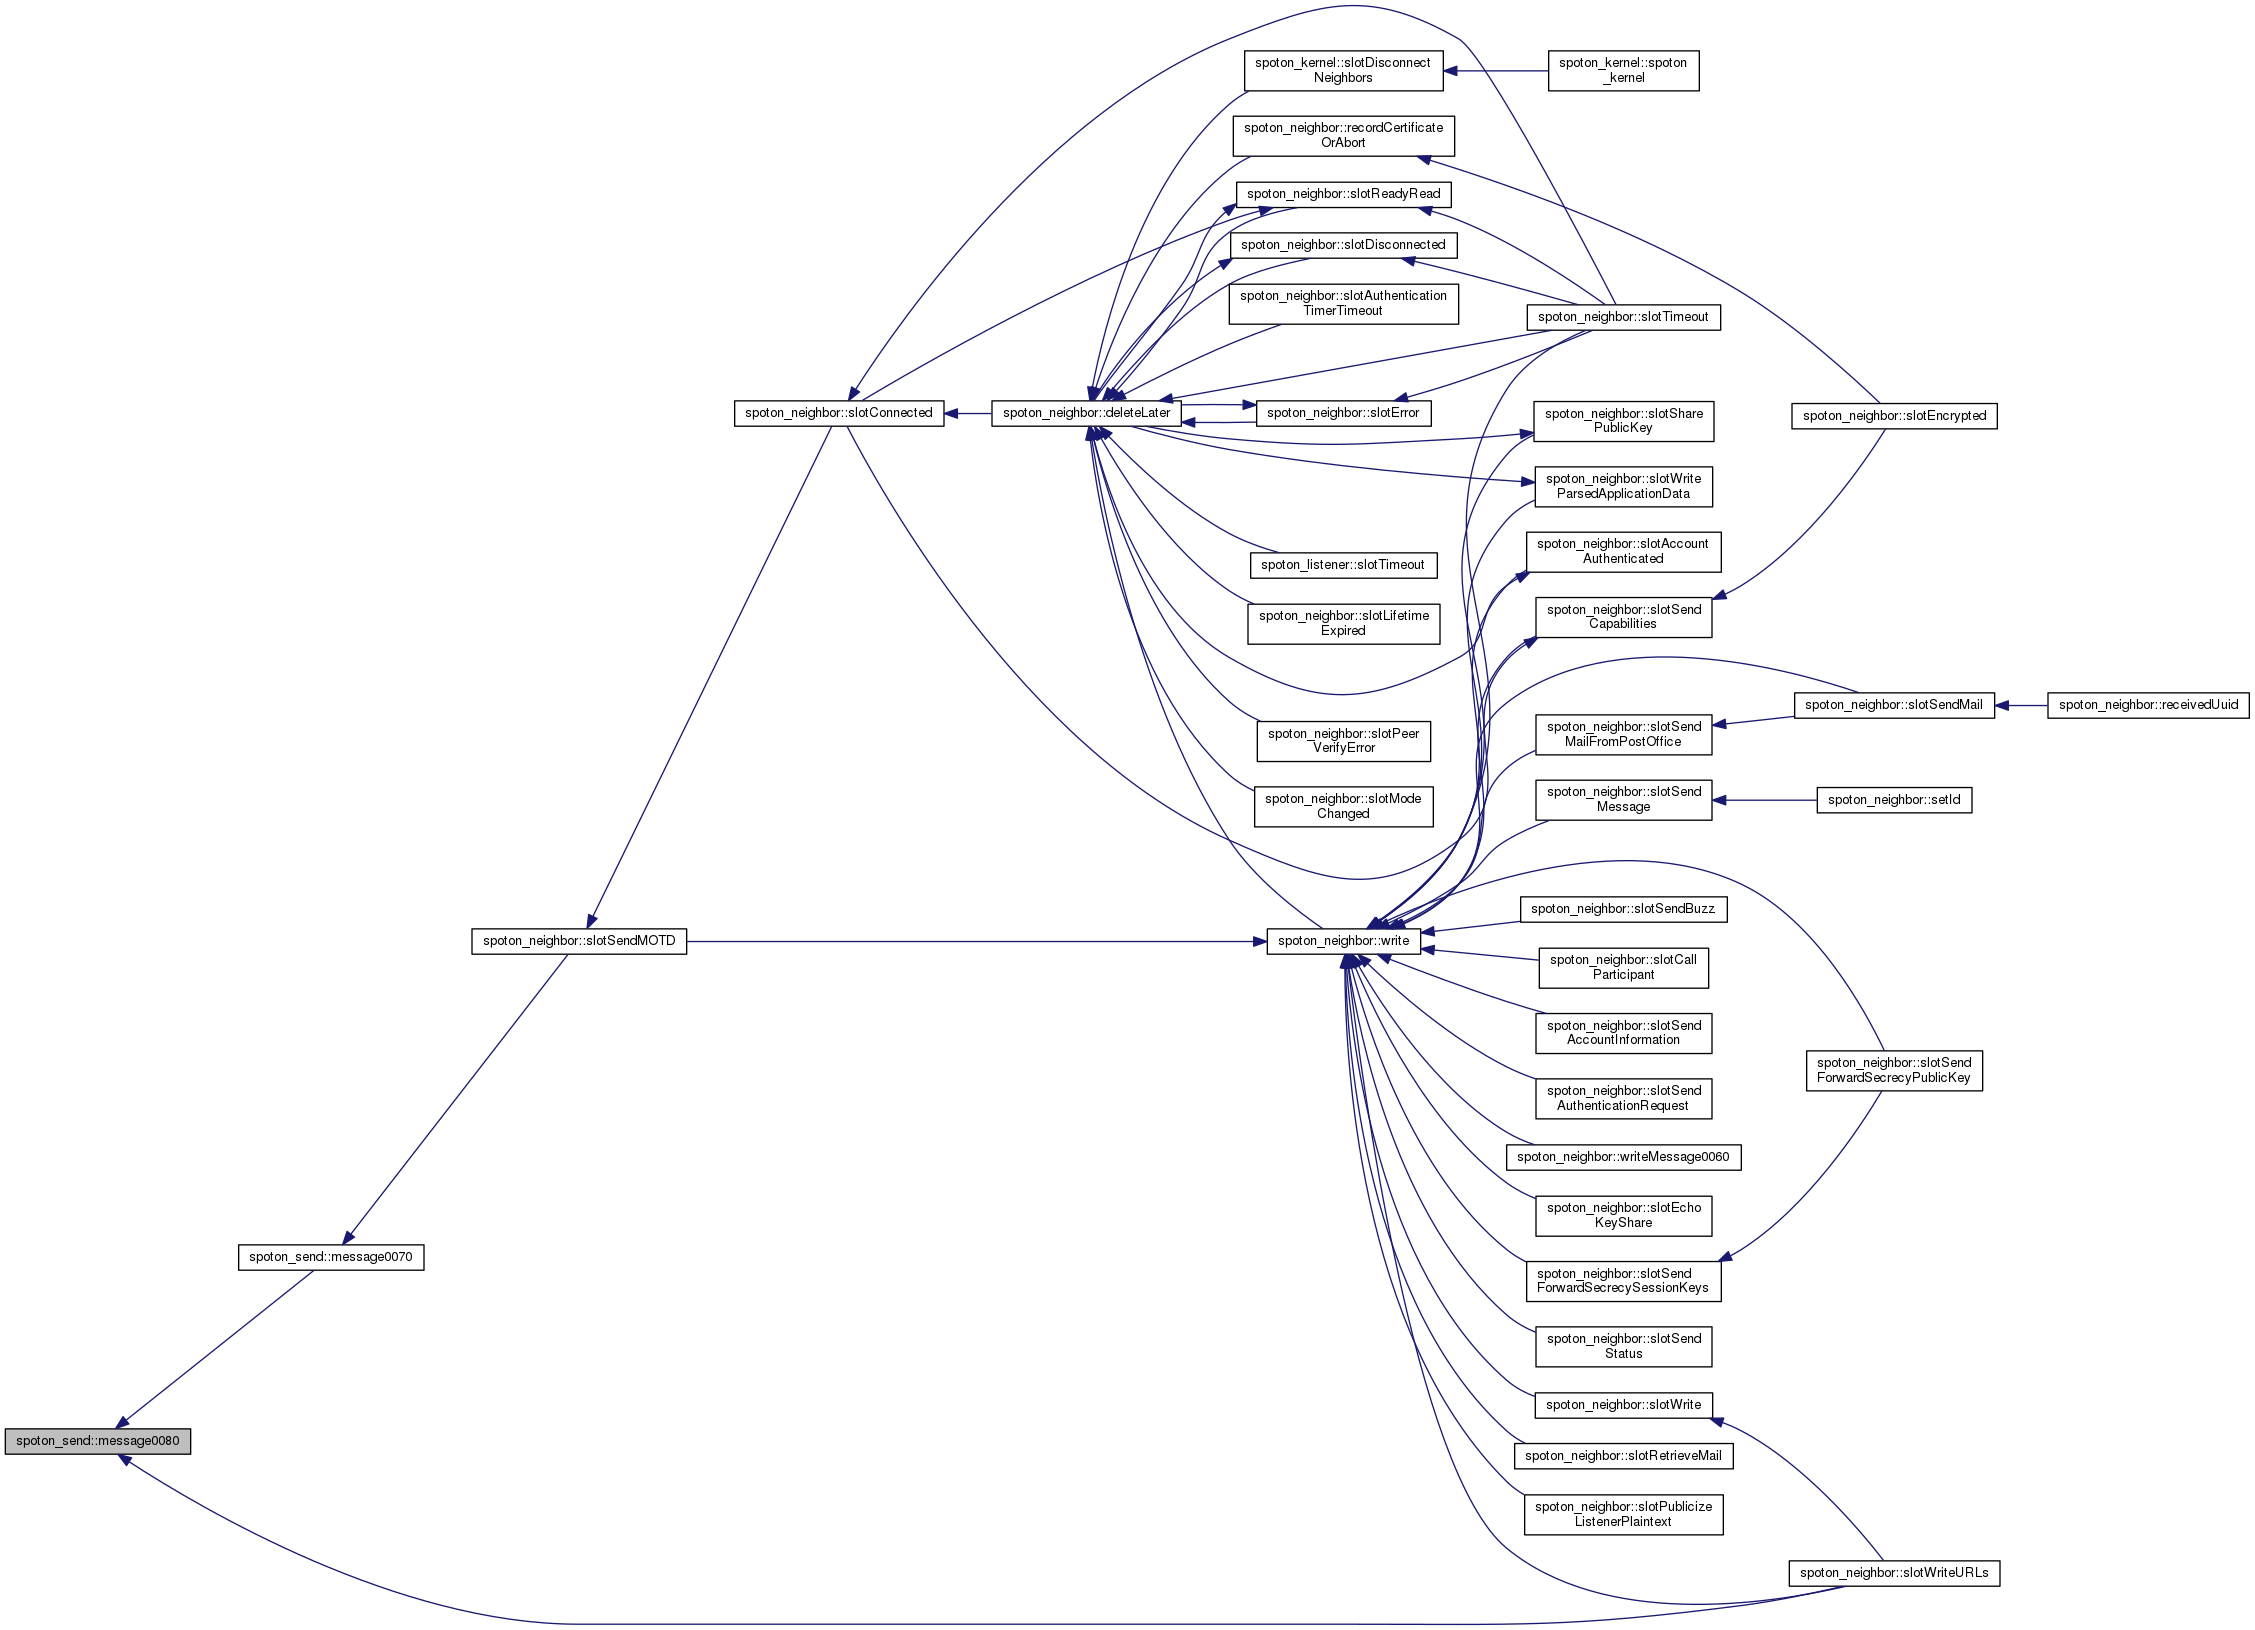 spoton_kernel::slotDisconnect
Neighbors
spoton_kernel::spoton
_kernel
spoton_neighbor::recordCertificate
OrAbort
spoton_neighbor::slotReadyRead
spoton_neighbor::slotDisconnected
spoton_neighbor::slotAuthentication
TimerTimeout
spoton_neighbor::slotTimeout
spoton_neighbor::slotConnected
spoton_neighbor::deleteLater
spoton_neighbor::slotError
spoton_neighbor::slotShare
PublicKey
spoton_neighbor::slotEncrypted
spoton_neighbor::slotWrite
ParsedApplicationData
spoton_neighbor::slotAccount
Authenticated
spoton_listener::slotTimeout
spoton_neighbor::slotLifetime
Expired
spoton_neighbor::slotSend
Capabilities
spoton_neighbor::slotSendMail
spoton_neighbor::receivedUuid
spoton_neighbor::slotPeer
VerifyError
spoton_neighbor::slotSend
MailFromPostOffice
spoton_neighbor::slotMode
Changed
spoton_neighbor::slotSend
Message
spoton_neighbor::setId
spoton_neighbor::slotSendBuzz
spoton_neighbor::slotSendMOTD
spoton_neighbor::write
spoton_neighbor::slotCall
Participant
spoton_neighbor::slotSend
AccountInformation
spoton_neighbor::slotSend
ForwardSecrecyPublicKey
spoton_neighbor::slotSend
AuthenticationRequest
spoton_neighbor::writeMessage0060
spoton_neighbor::slotEcho
KeyShare
spoton_send::message0070
spoton_neighbor::slotSend
ForwardSecrecySessionKeys
spoton_neighbor::slotSend
Status
spoton_neighbor::slotWrite
spoton_send::message0080
spoton_neighbor::slotRetrieveMail
spoton_neighbor::slotPublicize
ListenerPlaintext
spoton_neighbor::slotWriteURLs